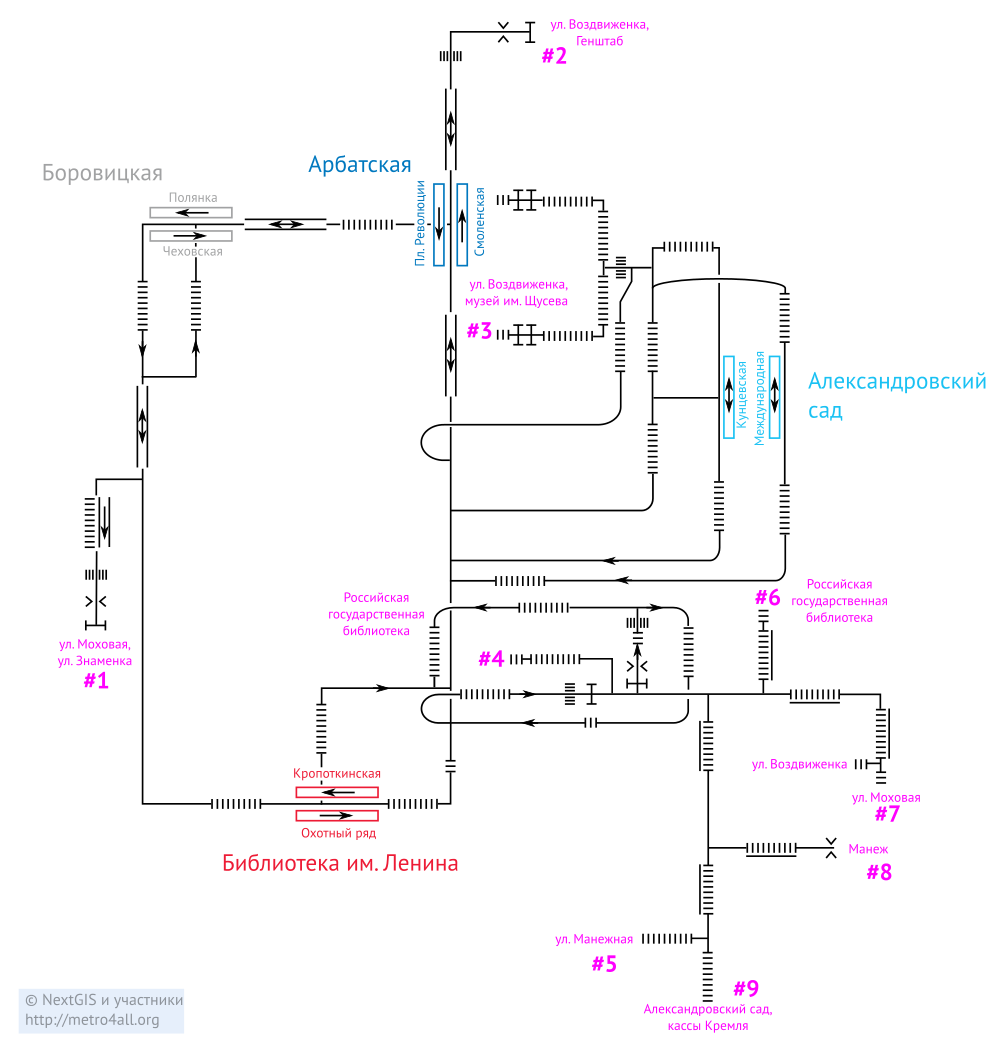 ул. Воздвиженка,
Генштаб
#2
Боровицкая
Арбатская
Полянка
Чеховская
Пл. Революции
Смоленская
ул. Воздвиженка,
музей им. Щусева
#3
Кунцевская
Международная
Александровский
сад
Российская
государственная
библиотека
#6
Российская
государственная
библиотека
ул. Моховая,
ул. Знаменка
#1
#4
Кропоткинская
Охотный ряд
Библиотека им. Ленина
ул. Воздвиженка
ул. Моховая
#7
Манеж
#8
ул. Манежная
#5
#9
Александровский сад,
кассы Кремля
© NextGIS и участники
http://metro4all.org